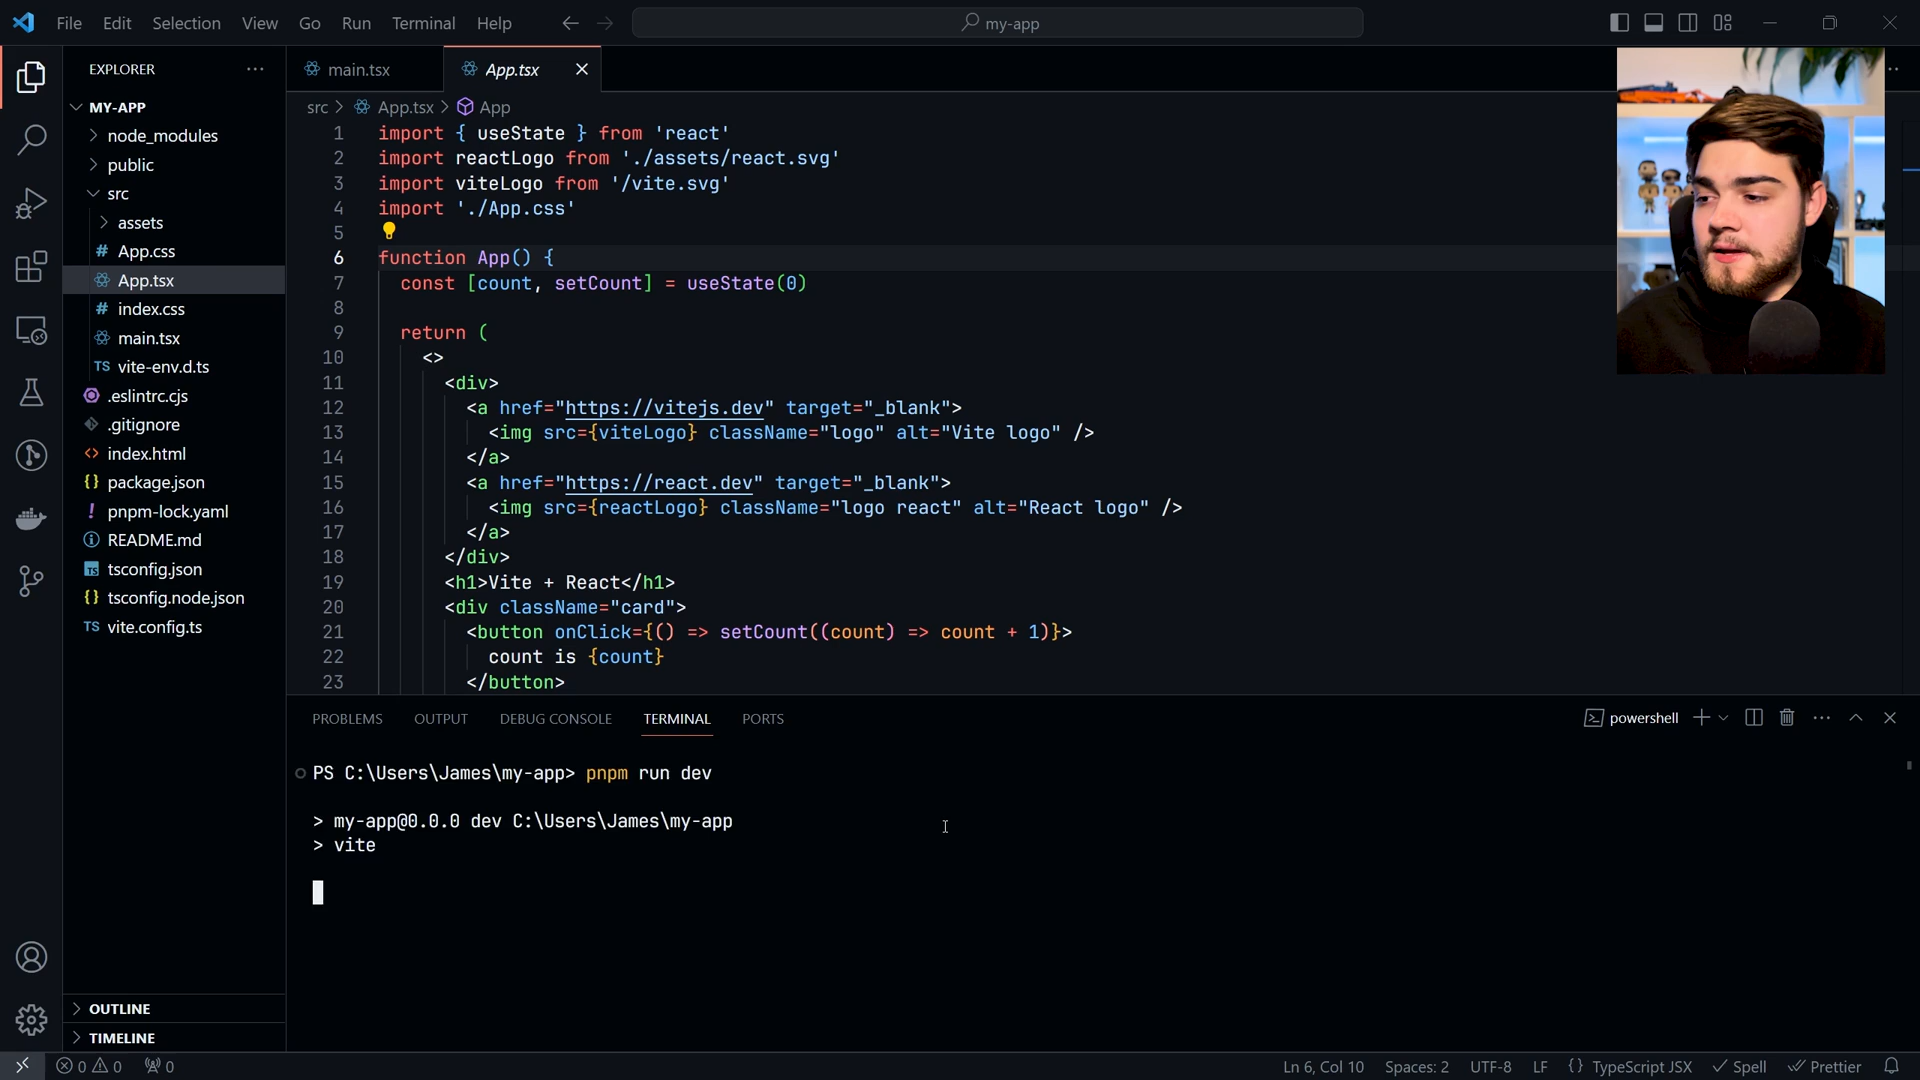 File Edit Selection View Go Run Terminal Help
my-app
EXPLORER
MY-APP
node_modules
public
src
assets
App.css
App.tsx
index.css
main.tsx
vite-env.d.ts
.eslintrc.cjs
.gitignore
index.html
package.json
pnpm-lock.yaml
README.md
tsconfig.json
tsconfig.node.json
vite.config.ts
OUTLINE
TIMELINE
main.tsx
App.tsx
src > App.tsx > App
1 import { useState } from 'react'
2 import reactLogo from './assets/react.svg'
3 import viteLogo from '/vite.svg'
4 import './App.css'
5
6 function App() {
7 const [count, setCount] = useState(0)
8
9 return (
10 <>
11 <div>
12 <a href="https://vitejs.dev" target="_blank">
13 <img src={viteLogo} className="logo" alt="Vite logo" />
14 </a>
15 <a href="https://react.dev" target="_blank">
16 <img src={reactLogo} className="logo react" alt="React logo" />
17 </a>
18 </div>
19 <h1>Vite + React</h1>
20 <div className="card">
21 <button onClick={() => setCount((count) => count + 1)}>
22 count is {count}
23 </button>
PROBLEMS OUTPUT DEBUG CONSOLE TERMINAL PORTS
powershell
PS C:\Users\James\my-app> pnpm run dev
> my-app@0.0.0 dev C:\Users\James\my-app
> vite
0 0 0
Ln 6, Col 10 Spaces: 2 UTF-8 LF {} TypeScript JSX Spell Prettier